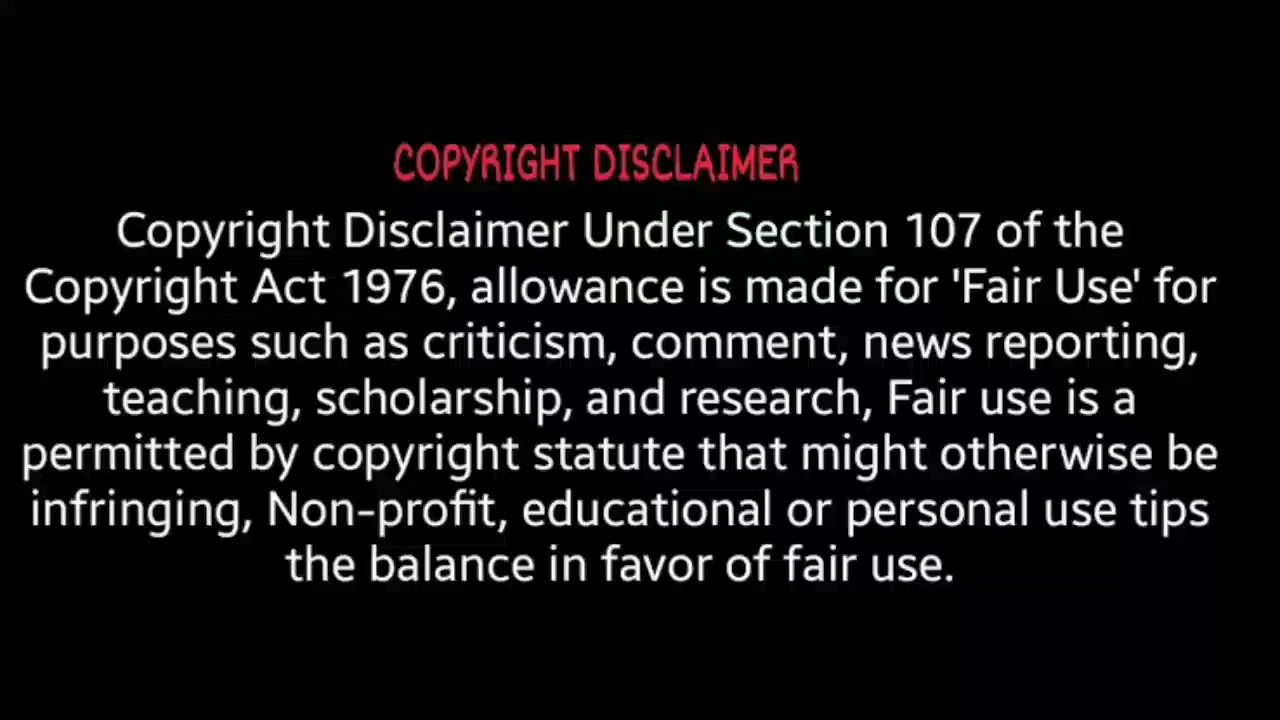 COPYRIGHT DISCLAIMER
Copyright Disclaimer Under Section 107 of the
Copyright Act 1976, allowance is made for 'Fair Use' for
purposes such as criticism, comment, news reporting,
teaching, scholarship, and research, Fair use is a
permitted by copyright statute that might otherwise be
infringing, Non-profit, educational or personal use tips
the balance in favor of fair use.